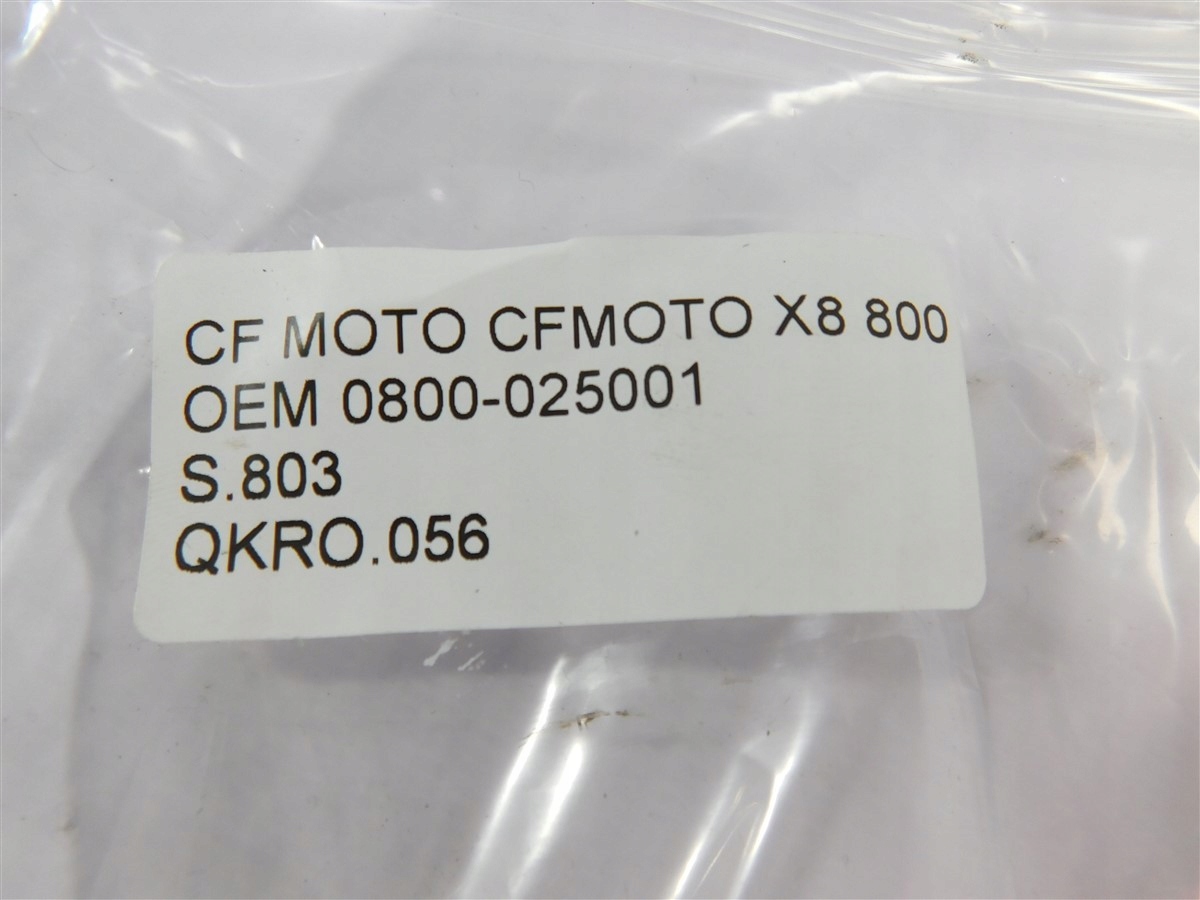 CF MOTO CFMOTO X8 800
OEM 0800-025001
S.803
QKRO.056